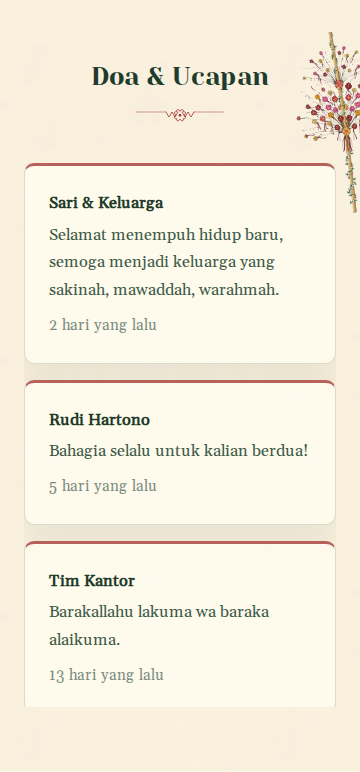 Doa & Ucapan
Sari & Keluarga
Selamat menempuh hidup baru,
semoga menjadi keluarga yang
sakinah, mawaddah, warahmah.
2 hari yang lalu
Rudi Hartono
Bahagia selalu untuk kalian berdua!
5 hari yang lalu
Tim Kantor
Barakallahu lakuma wa baraka
alaikuma.
13 hari yang lalu